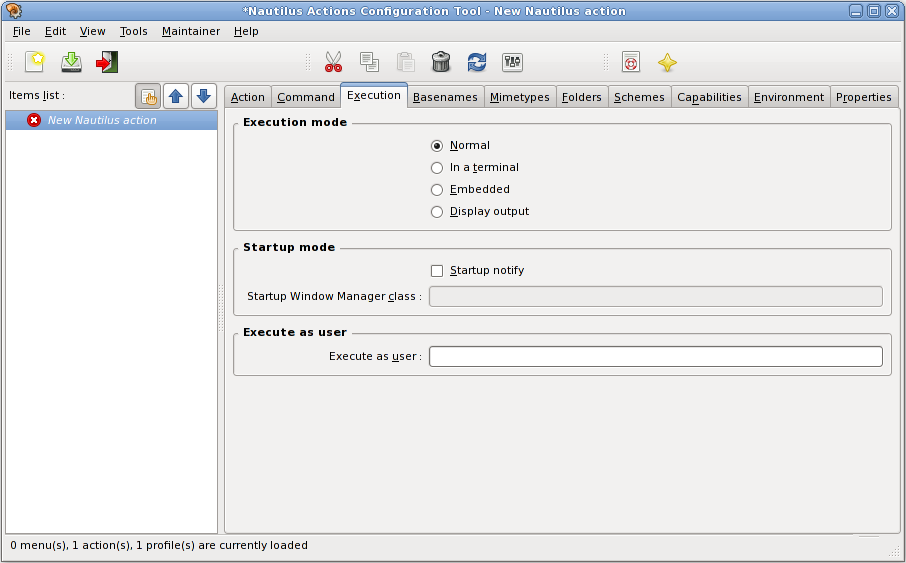 *Nautilus Actions Configuration Tool - New Nautilus action
File Edit View Tools Maintainer Help
Items list :
Action Command Execution Basenames Mimetypes Folders Schemes Capabilities Environment Properties
New Nautilus action
Execution mode
Normal
In a terminal
Embedded
Display output
Startup mode
Startup notify
Startup Window Manager class :
Execute as user
Execute as user :
0 menu(s), 1 action(s), 1 profile(s) are currently loaded